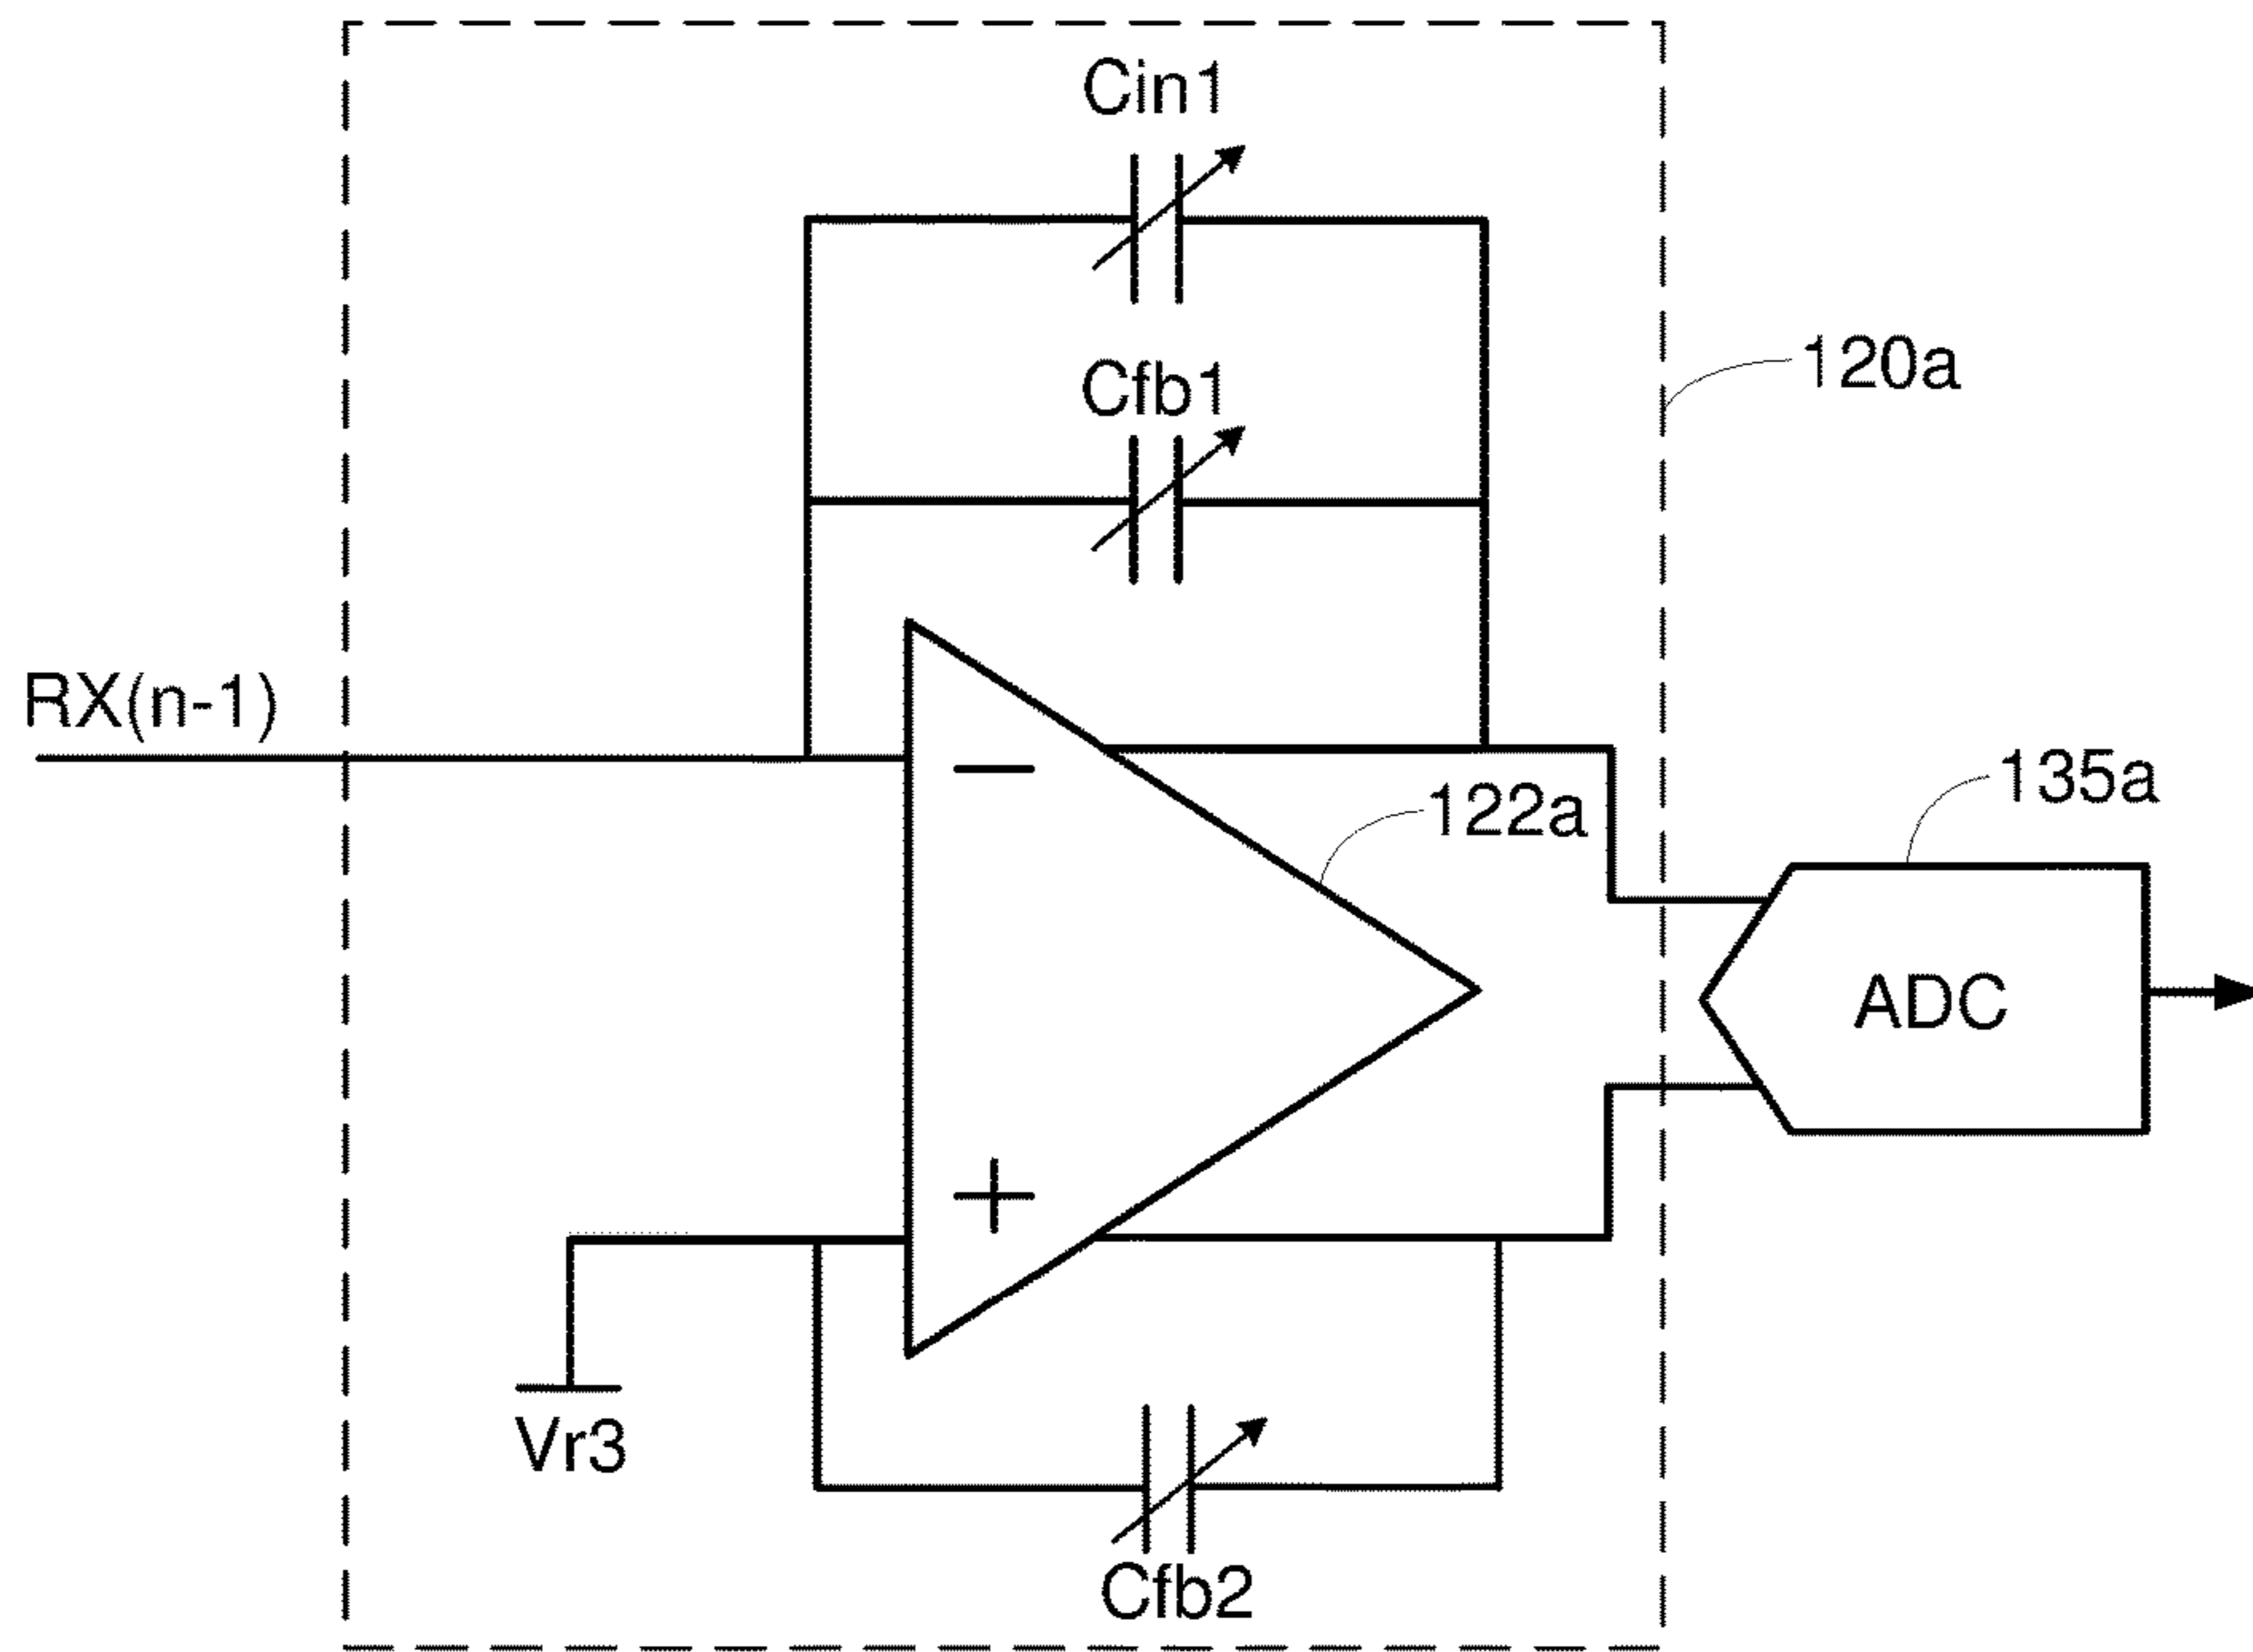 Cin1
Cfb1
120a
RX(n-1)
135a
122a
−
ADC
+
Vr3
Cfb2